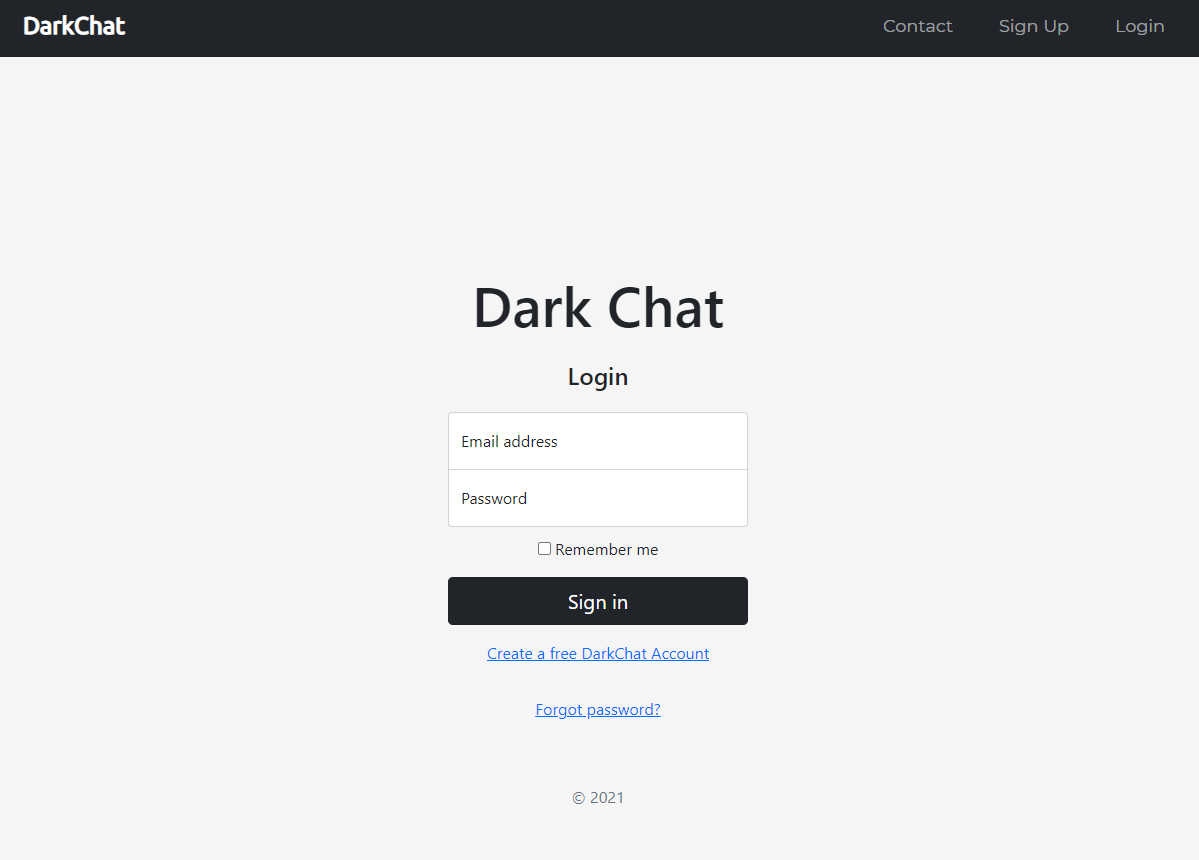 DarkChat
Contact
Sign Up
Login
Dark Chat
Login
Email address
Password
Remember me
Sign in
Create a free DarkChat Account
Forgot password?
© 2021